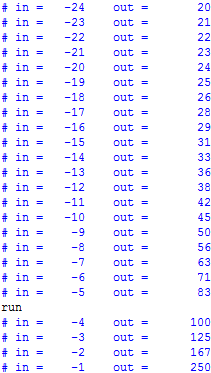 # in = -24 out = 20
# in = -23 out = 21
# in = -22 out = 22
# in = -21 out = 23
# in = -20 out = 24
# in = -19 out = 25
# in = -18 out = 26
# in = -17 out = 28
# in = -16 out = 29
# in = -15 out = 31
# in = -14 out = 33
# in = -13 out = 36
# in = -12 out = 38
# in = -11 out = 42
# in = -10 out = 45
# in = -9 out = 50
# in = -8 out = 56
# in = -7 out = 63
# in = -6 out = 71
# in = -5 out = 83
run
# in = -4 out = 100
# in = -3 out = 125
# in = -2 out = 167
# in = -1 out = 250